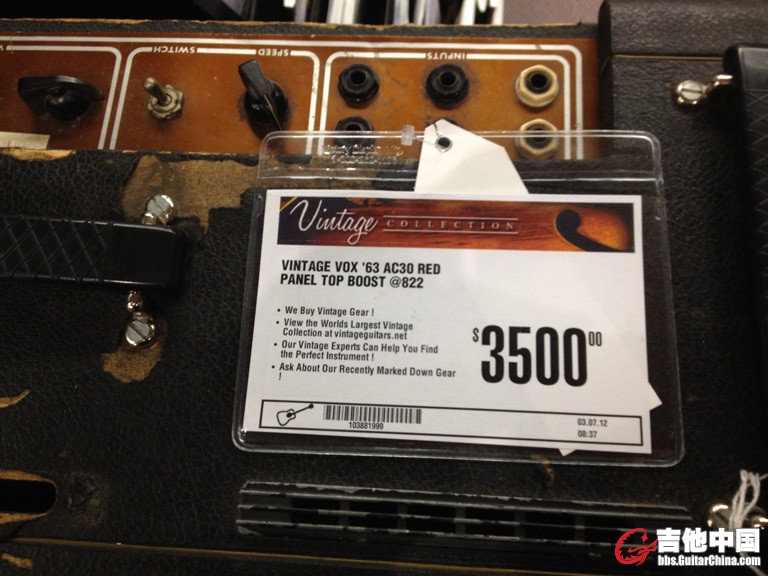 SWITCH
SPEED
INPUTS
Vintage COLLECTION
VINTAGE VOX '63 AC30 RED
PANEL TOP BOOST @822
• We Buy Vintage Gear !
• View the Worlds Largest Vintage
Collection at vintageguitars.net
• Our Vintage Experts Can Help You Find
the Perfect Instrument !
• Ask About Our Recently Marked Down Gear
!
$3500 00
103881999
03.07.12
08:37
吉他中国
bbs.GuitarChina.com